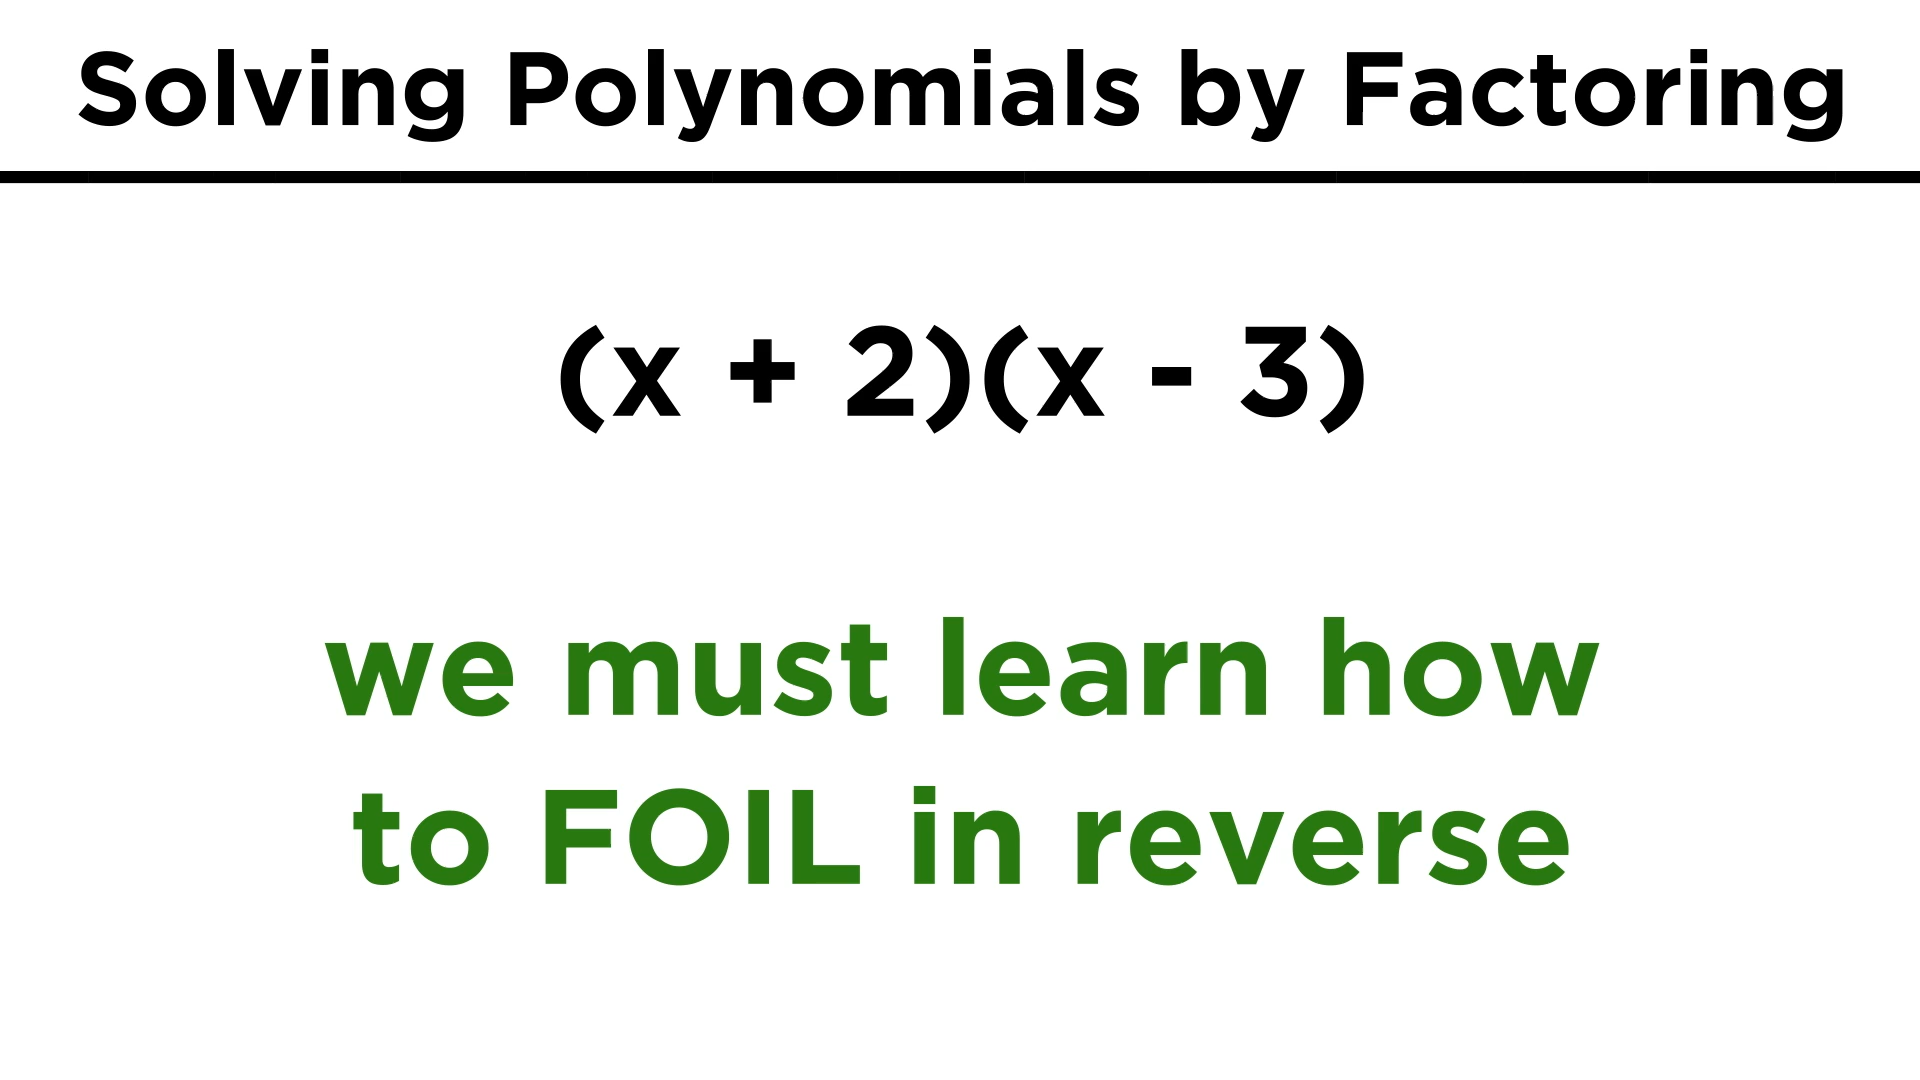 Solving Polynomials by Factoring
(x + 2)(x - 3)
we must learn how
to FOIL in reverse